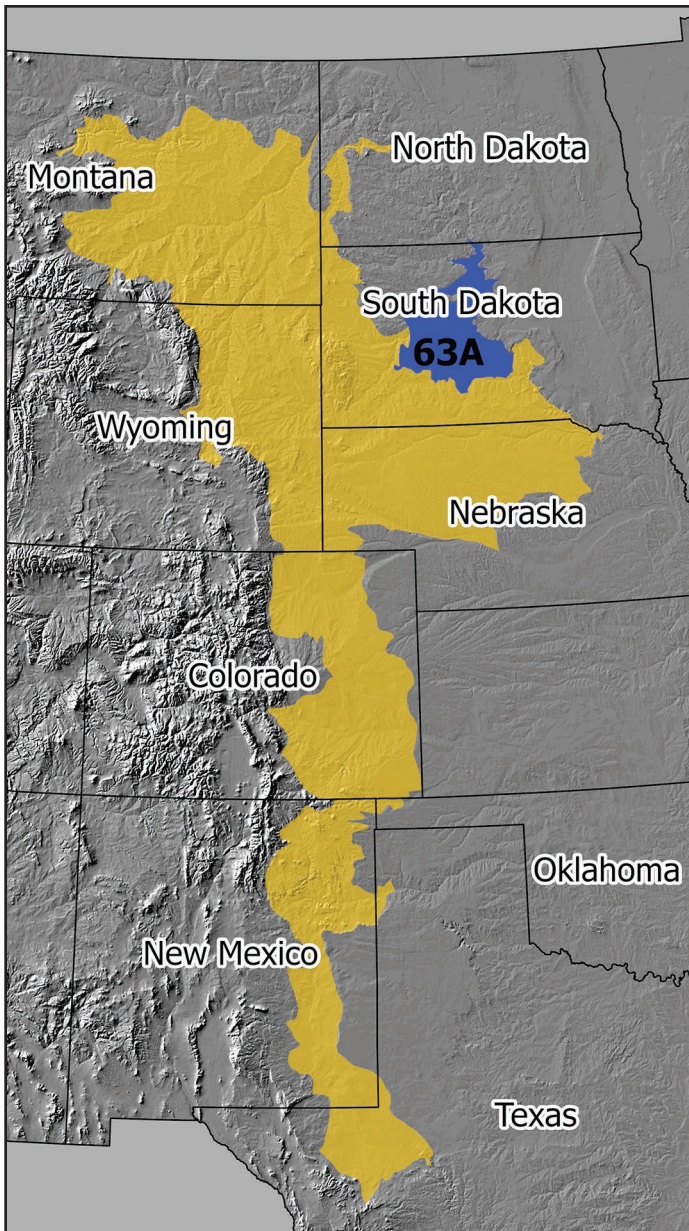 North Dakota
Montana
South Dakota
63A
Wyoming
Nebraska
Colorado
Oklahoma
New Mexico
Texas